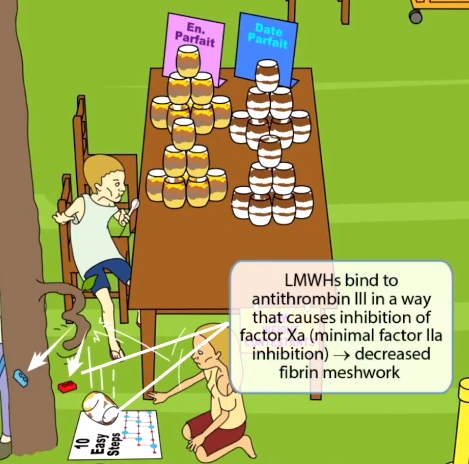 En.
Parfait
Date
Parfait
LMWHs bind to
antithrombin III in a way
that causes inhibition of
factor Xa (minimal factor IIa
inhibition) → decreased
fibrin meshwork
10
Easy
Steps